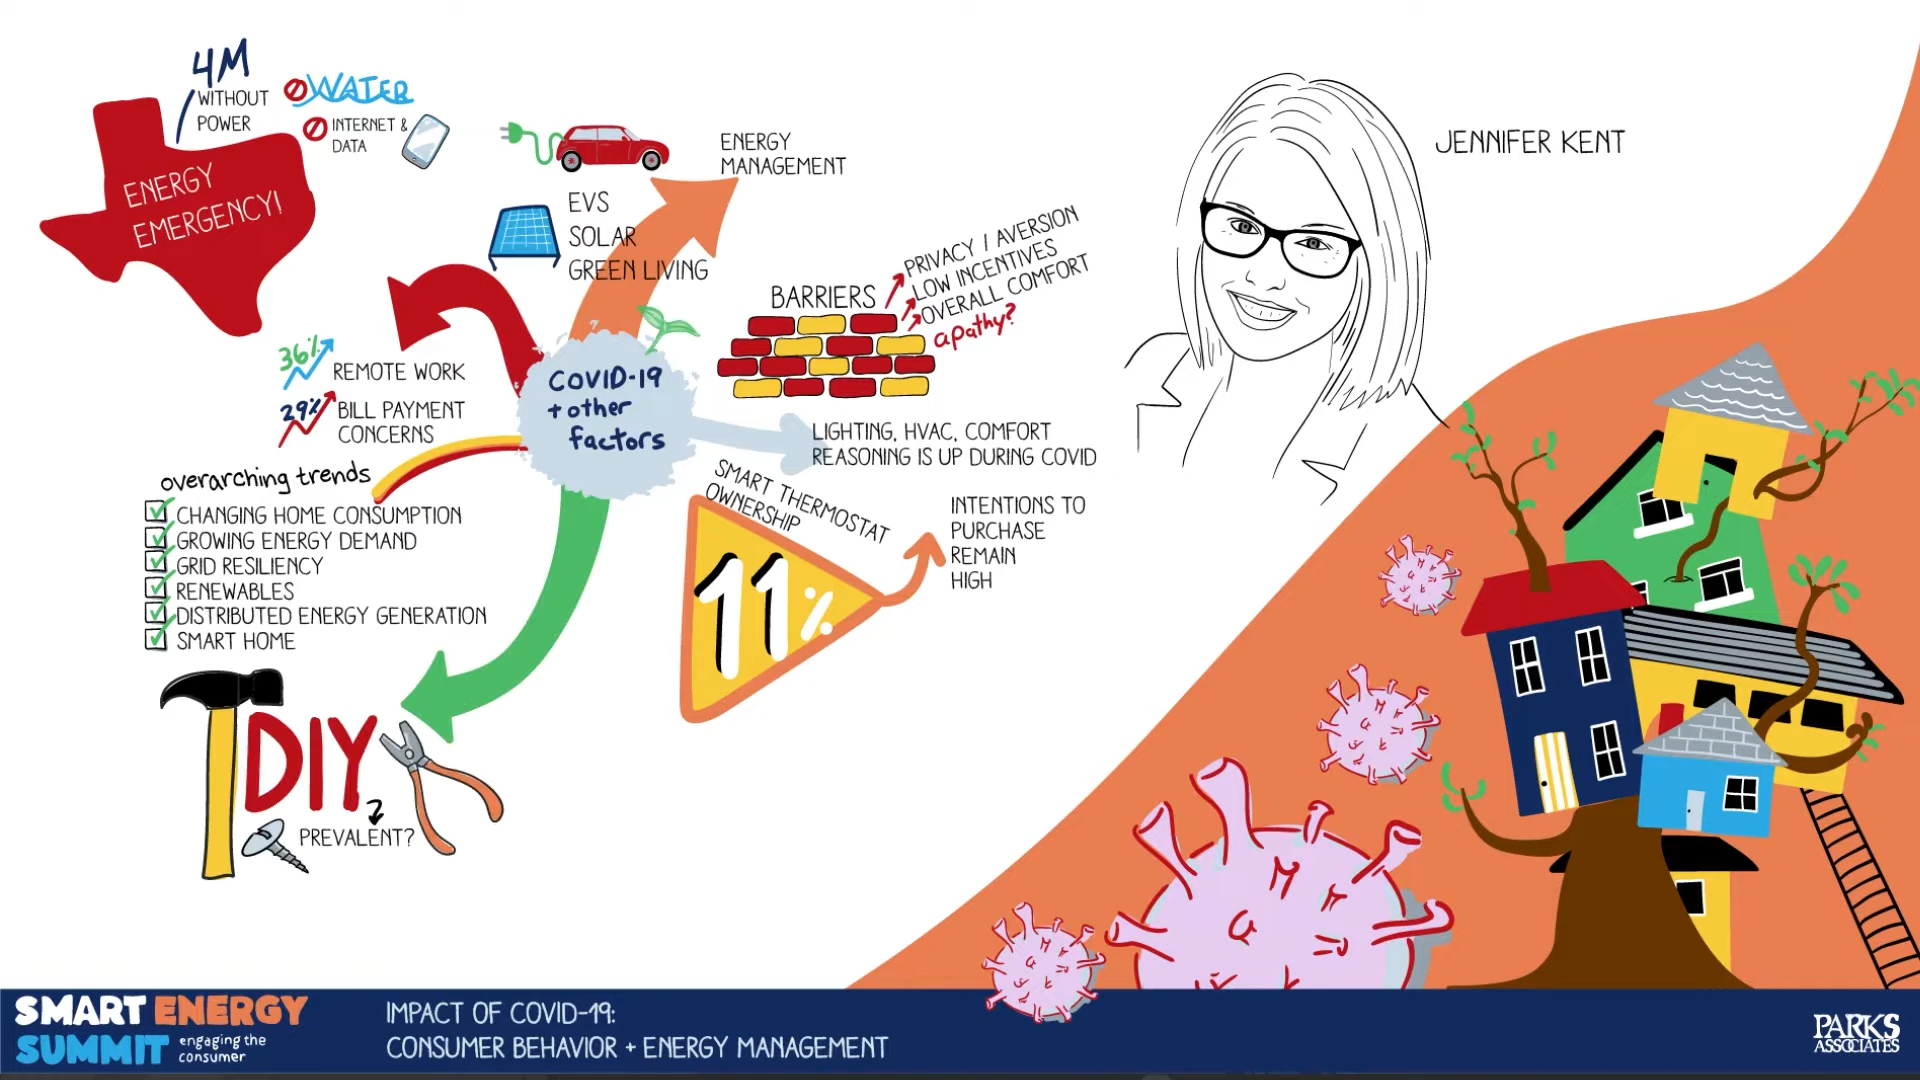 4M
WITHOUT
POWER
WATER
INTERNET &
DATA
ENERGY
EMERGENCY!
ENERGY
MANAGEMENT
EVS
SOLAR
GREEN LIVING
JENNIFER KENT
BARRIERS
PRIVACY / AVERSION
LOW INCENTIVES
OVERALL COMFORT
apathy?
36%
REMOTE WORK
29%
BILL PAYMENT
CONCERNS
COVID-19
+ other
factors
LIGHTING, HVAC, COMFORT
REASONING IS UP DURING COVID
overarching trends
CHANGING HOME CONSUMPTION
GROWING ENERGY DEMAND
GRID RESILIENCY
RENEWABLES
DISTRIBUTED ENERGY GENERATION
SMART HOME
SMART THERMOSTAT
OWNERSHIP
11%
INTENTIONS TO
PURCHASE
REMAIN
HIGH
DIY
PREVALENT?
SMART ENERGY
SUMMIT engaging the
consumer
IMPACT OF COVID-19:
CONSUMER BEHAVIOR + ENERGY MANAGEMENT
PARKS
ASSOCIATES